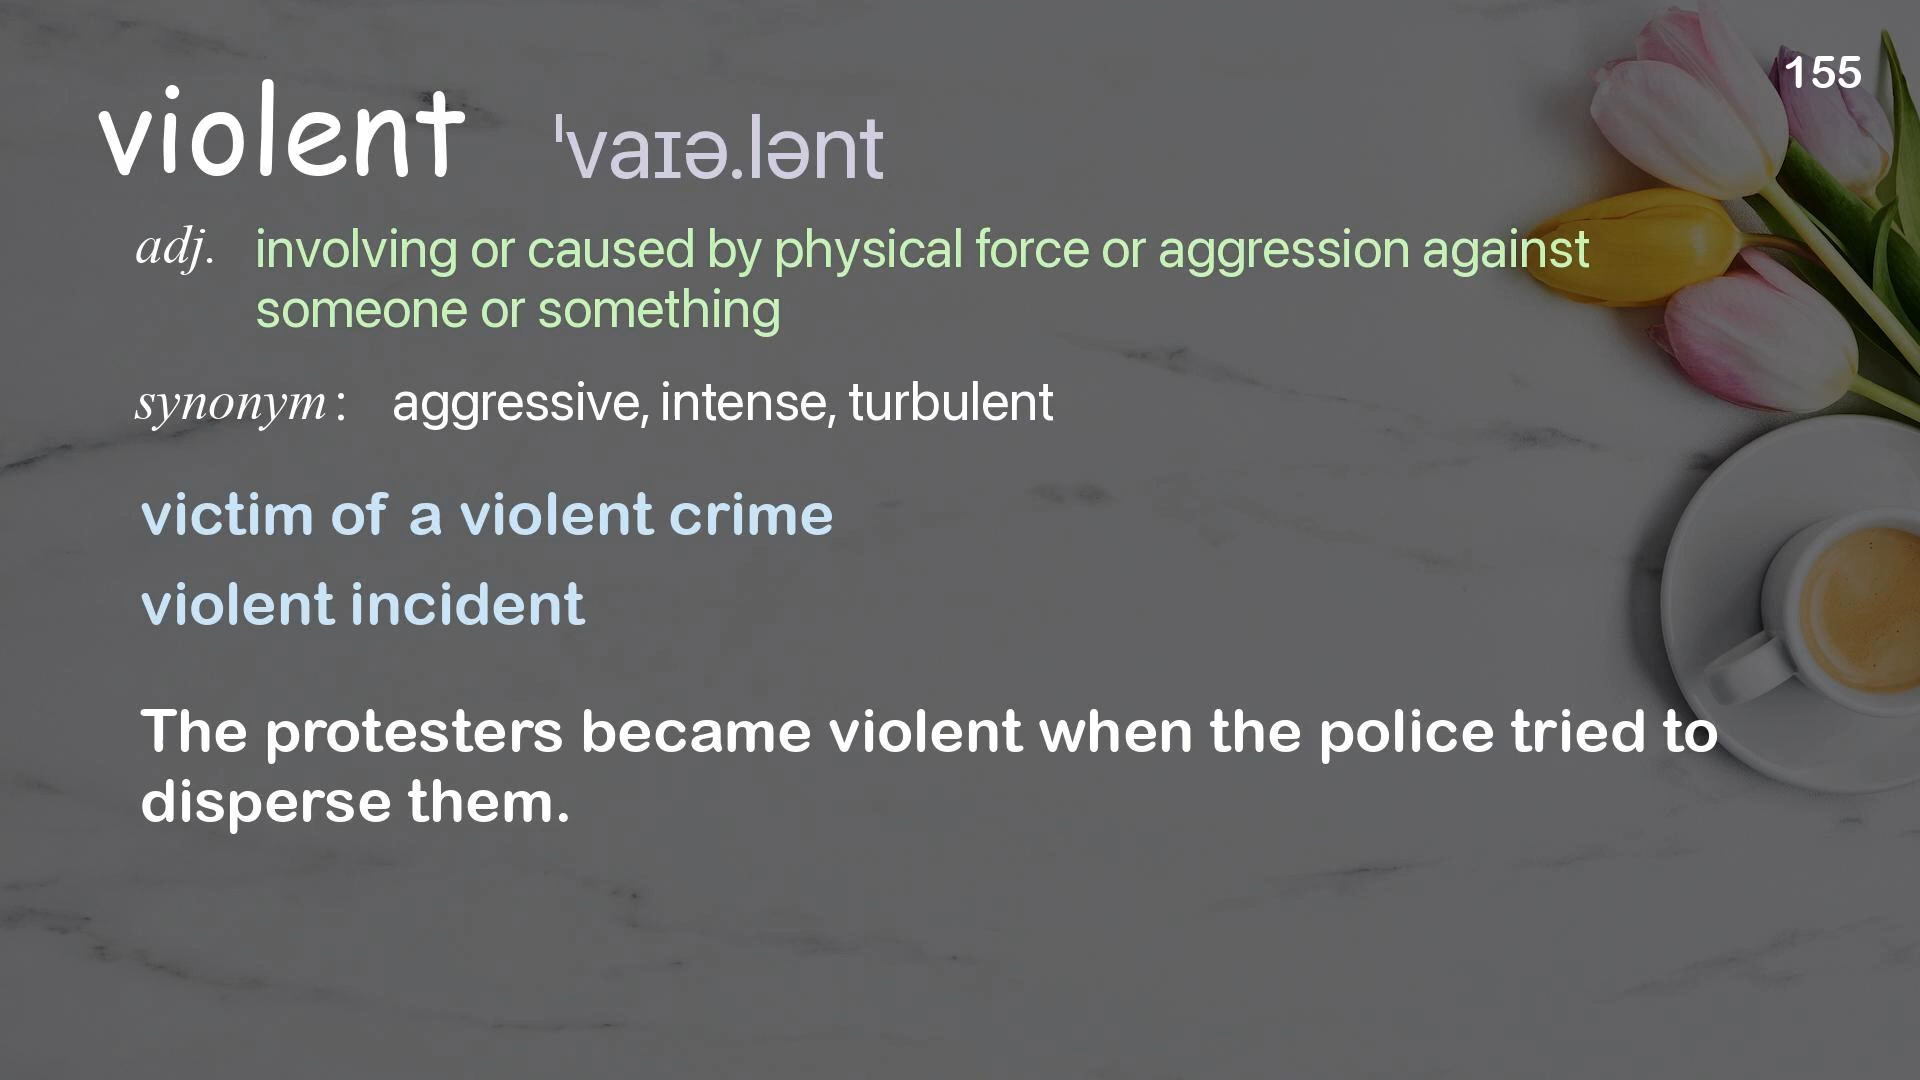 155
violent ˈvaɪə.lənt
adj. involving or caused by physical force or aggression against
someone or something
synonym : aggressive, intense, turbulent
victim of a violent crime
violent incident
The protesters became violent when the police tried to
disperse them.